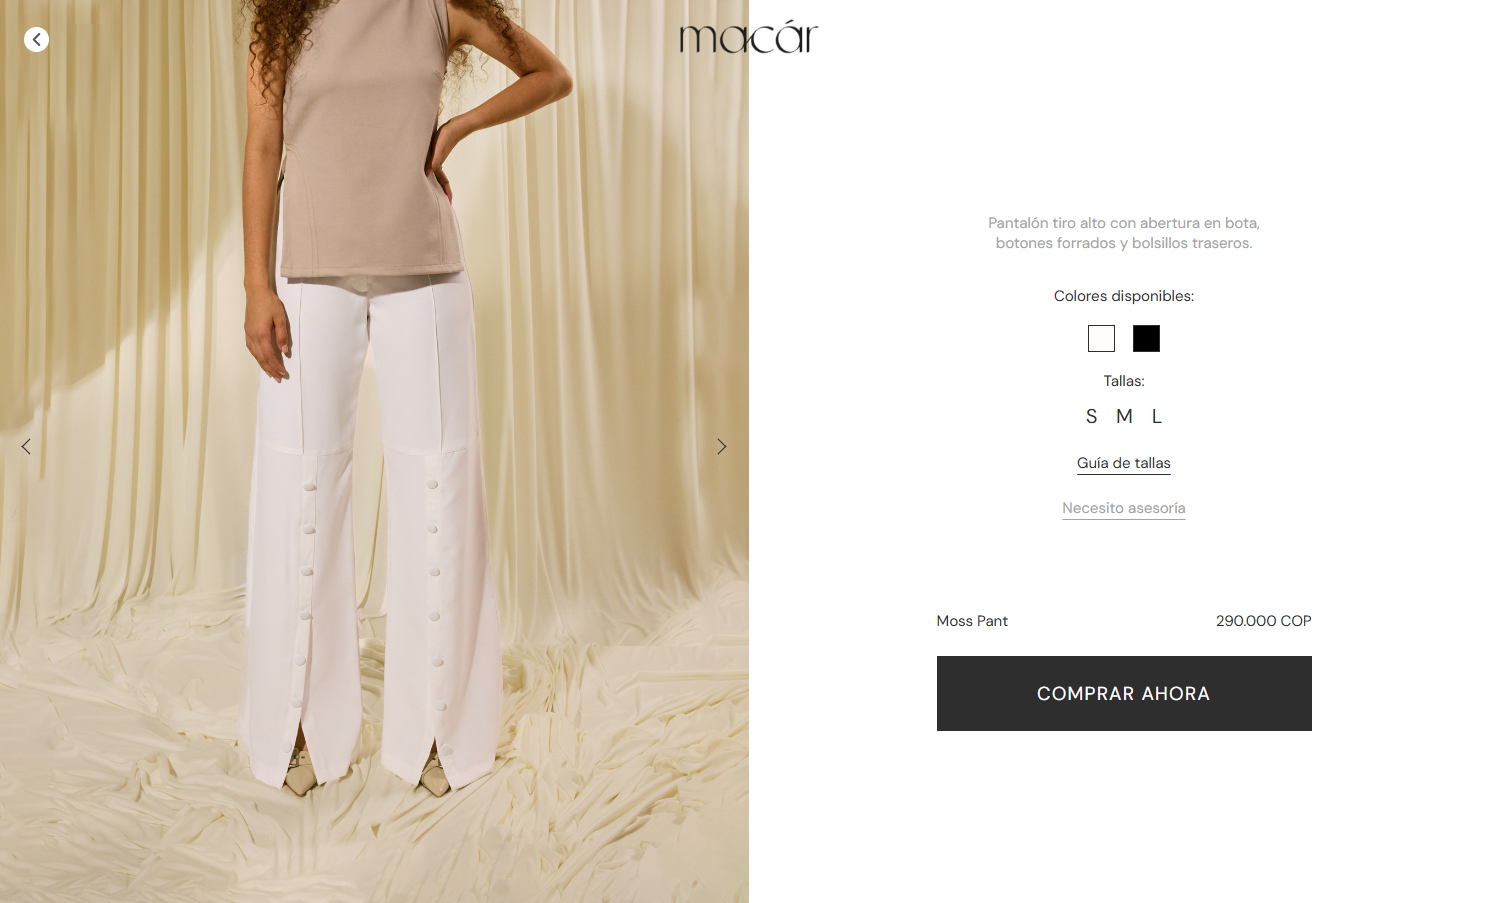 macár
Pantalón tiro alto con abertura en bota,
botones forrados y bolsillos traseros.
Colores disponibles:
Tallas:
S M L
Guía de tallas
Necesito asesoría
Moss Pant 290.000 COP
COMPRAR AHORA